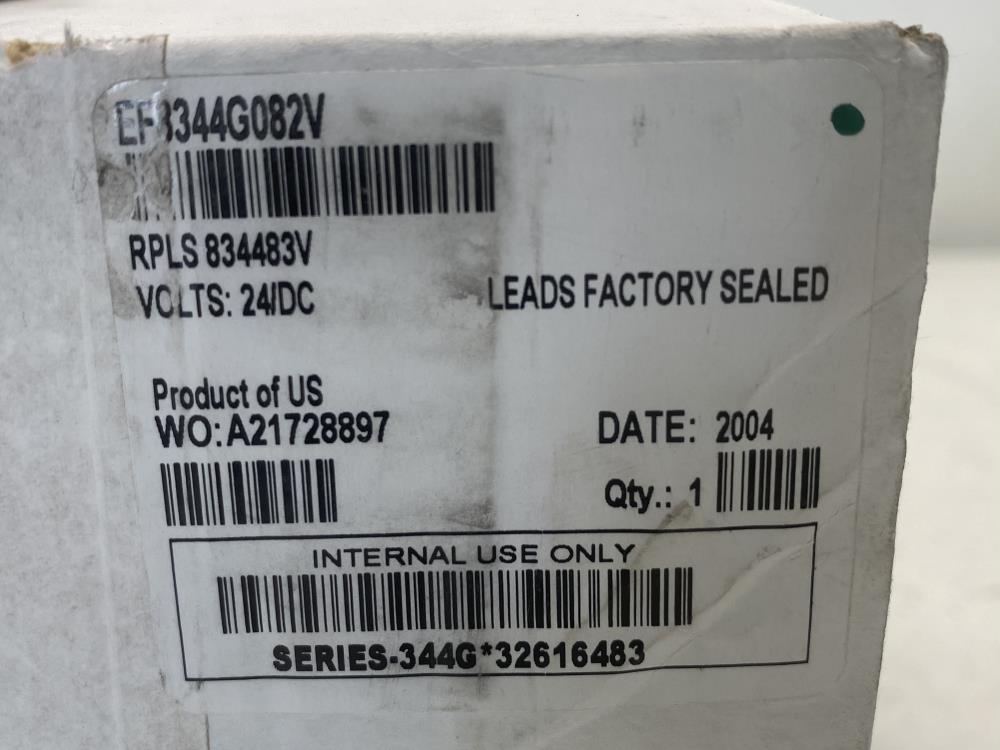 EF8344G082V
RPLS 834483V
VOLTS: 24/DC
LEADS FACTORY SEALED
Product of US
WO: A21728897
DATE: 2004
Qty.: 1
INTERNAL USE ONLY
SERIES-344G*32616483